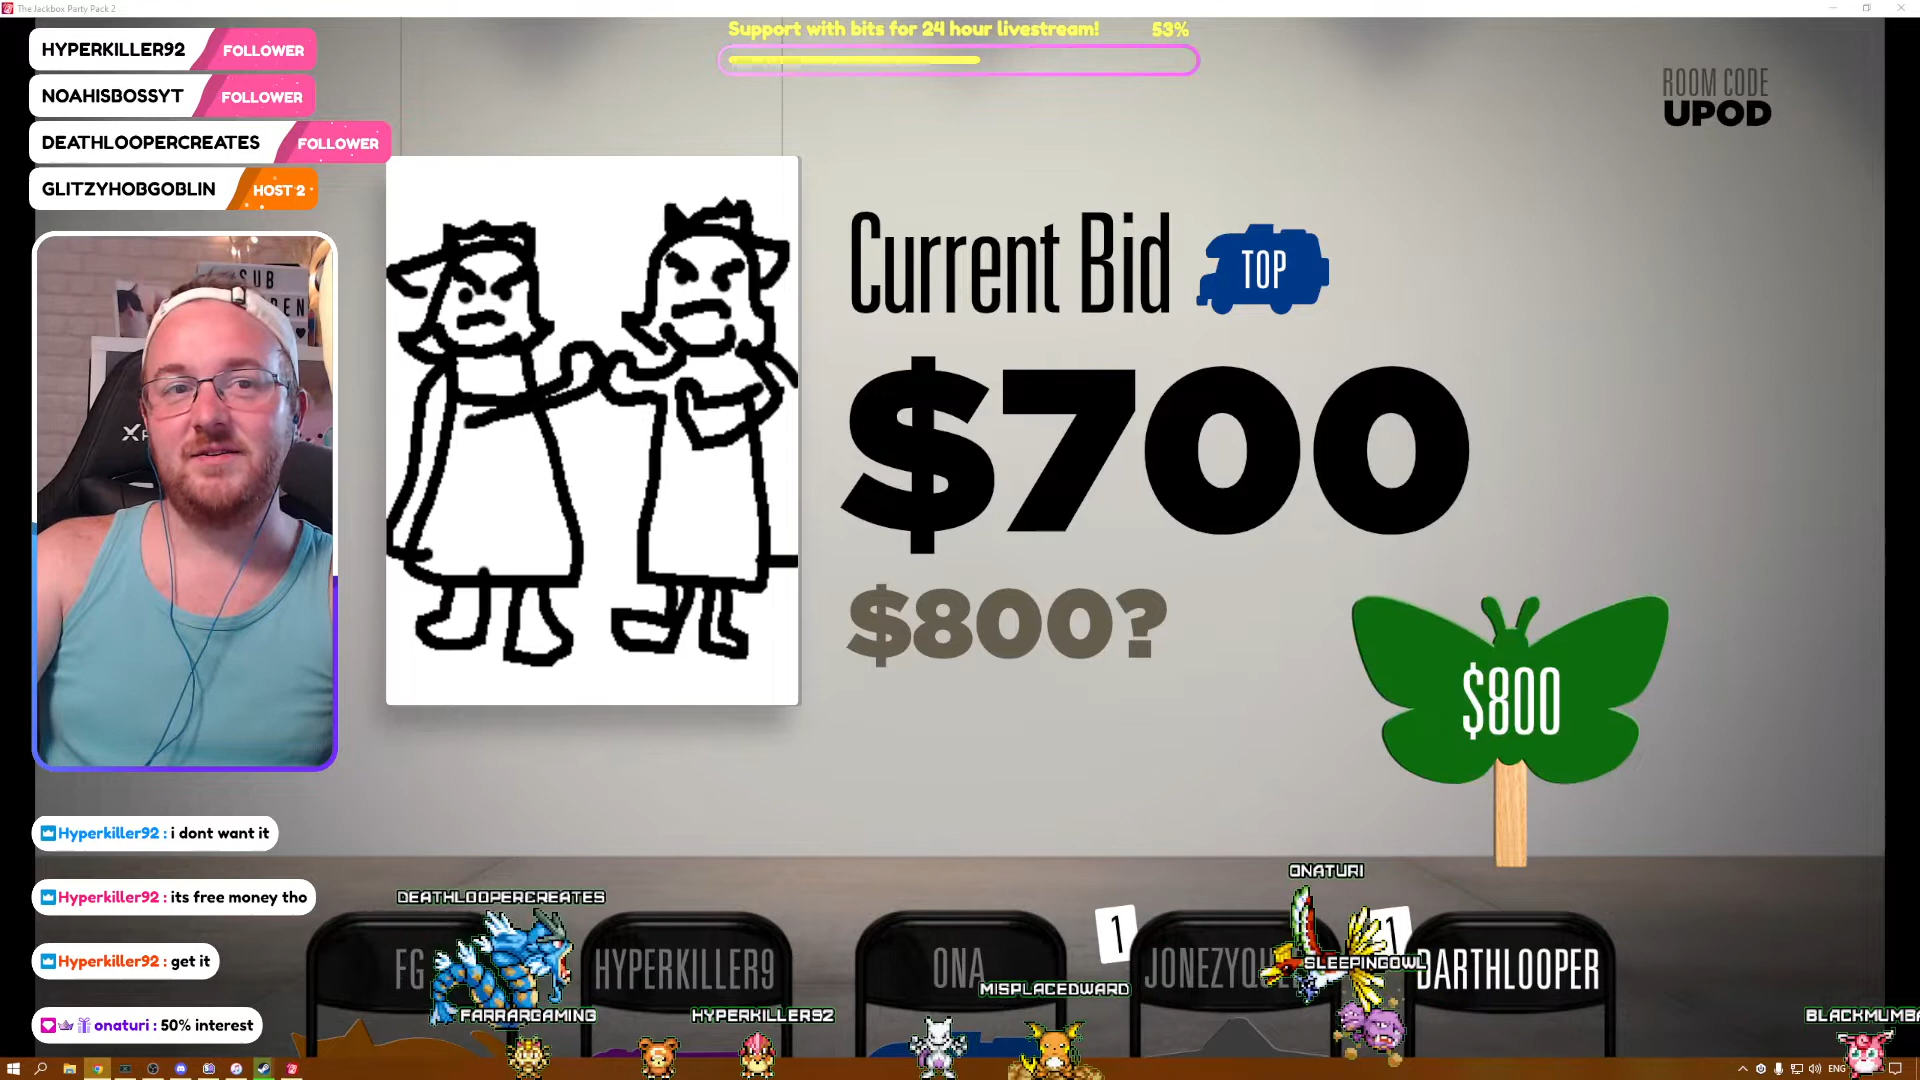 The Jackbox Party Pack 2
Support with bits for 24 hour livestream! 53%
HYPERKILLER92 FOLLOWER
NOAHISBOSSYT FOLLOWER
DEATHLOOPERCREATES FOLLOWER
GLITZYHOBGOBLIN HOST 2
ROOM CODE
UPOD
SUB
Current Bid TOP
$700
$800?
$800
Hyperkiller92 : i dont want it
Hyperkiller92 : its free money tho
Hyperkiller92 : get it
onaturi : 50% interest
DEATHLOOPERCREATES
ONATURI
1
1
FG
HYPERKILLER9
ONA
SLEEPINGOWL
DARTHLOOPER
MISPLACEDWARD
FARRARGAMING
HYPERKILLER92
ENG